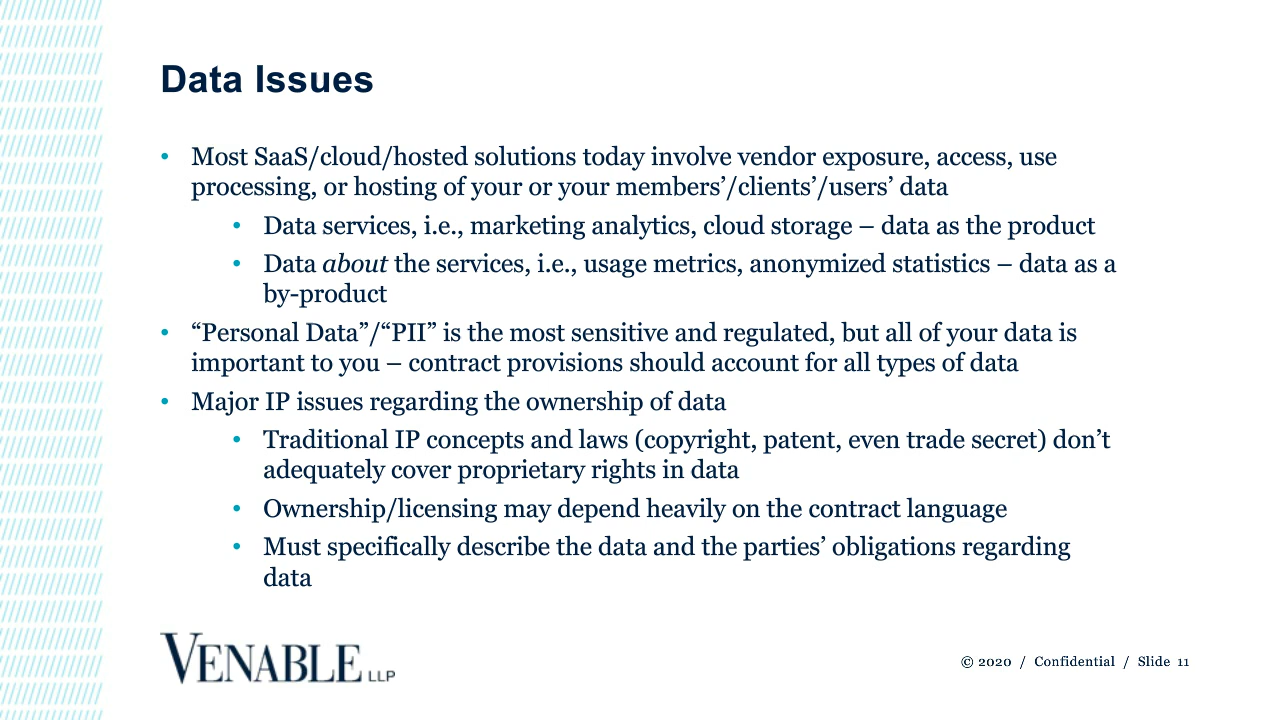 Data Issues
• Most SaaS/cloud/hosted solutions today involve vendor exposure, access, use
processing, or hosting of your or your members’/clients’/users’ data
• Data services, i.e., marketing analytics, cloud storage – data as the product
• Data about the services, i.e., usage metrics, anonymized statistics – data as a
by-product
• “Personal Data”/“PII” is the most sensitive and regulated, but all of your data is
important to you – contract provisions should account for all types of data
• Major IP issues regarding the ownership of data
• Traditional IP concepts and laws (copyright, patent, even trade secret) don’t
adequately cover proprietary rights in data
• Ownership/licensing may depend heavily on the contract language
• Must specifically describe the data and the parties’ obligations regarding
data
VENABLE LLP
© 2020 / Confidential / Slide 11